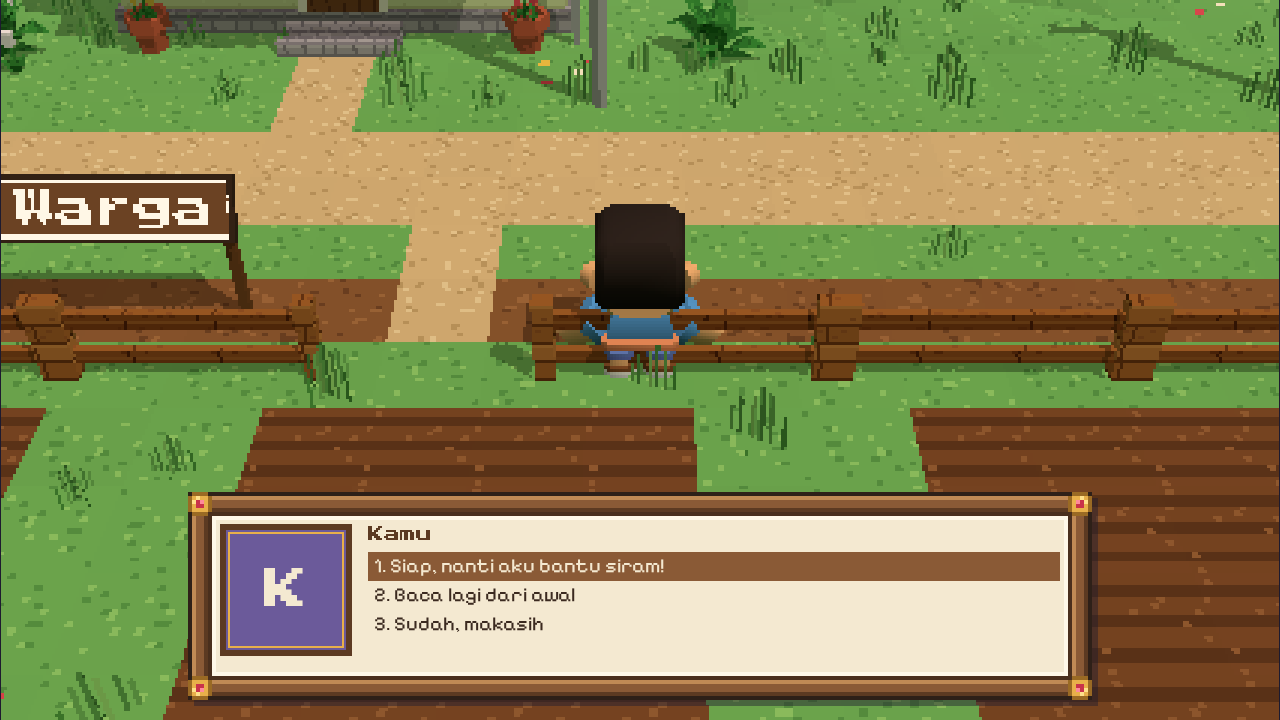 Warga
Kamu
K
1. Siap, nanti aku bantu siram!
2. Baca lagi dari awal
3. Sudah, makasih